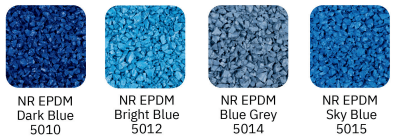 NR EPDM
Dark Blue
5010
NR EPDM
Bright Blue
5012
NR EPDM
Blue Grey
5014
NR EPDM
Sky Blue
5015